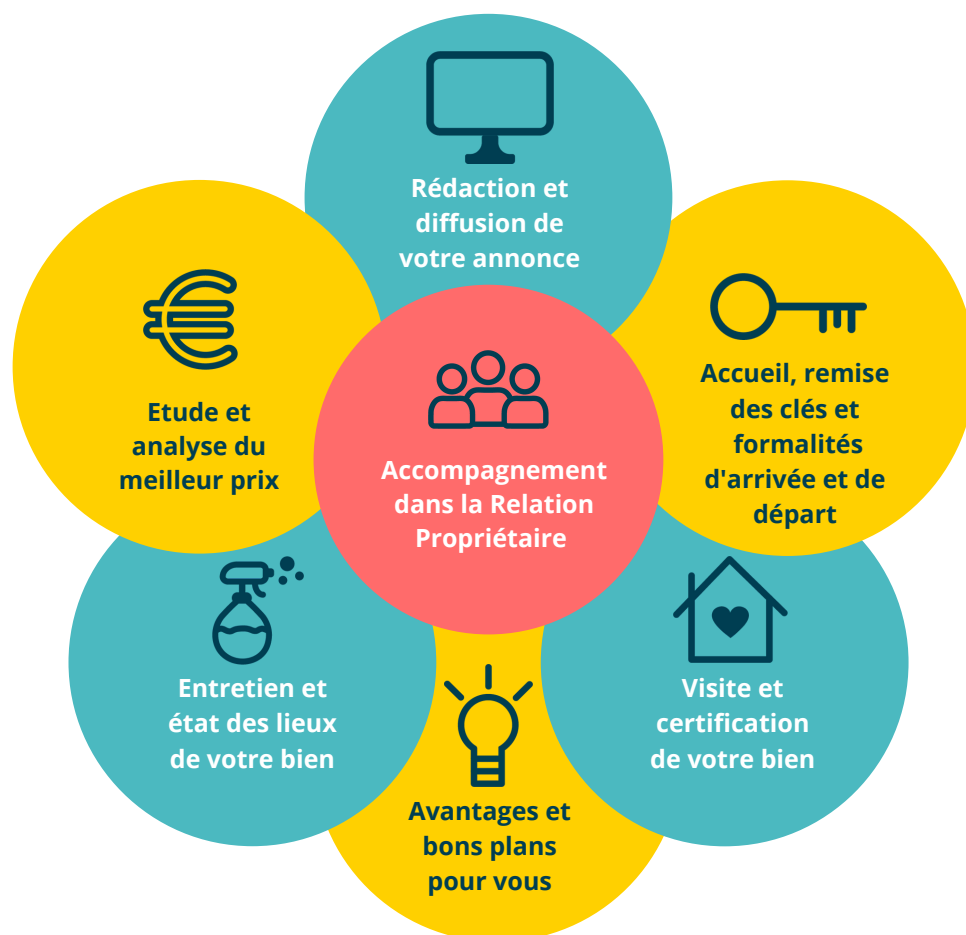 Rédaction et
diffusion de
votre annonce
Etude et
analyse du
meilleur prix
Accueil, remise
des clés et
formalités
d'arrivée et de
départ
Accompagnement
dans la Relation
Propriétaire
Entretien et
état des lieux
de votre bien
Visite et
certification
de votre bien
Avantages et
bons plans
pour vous